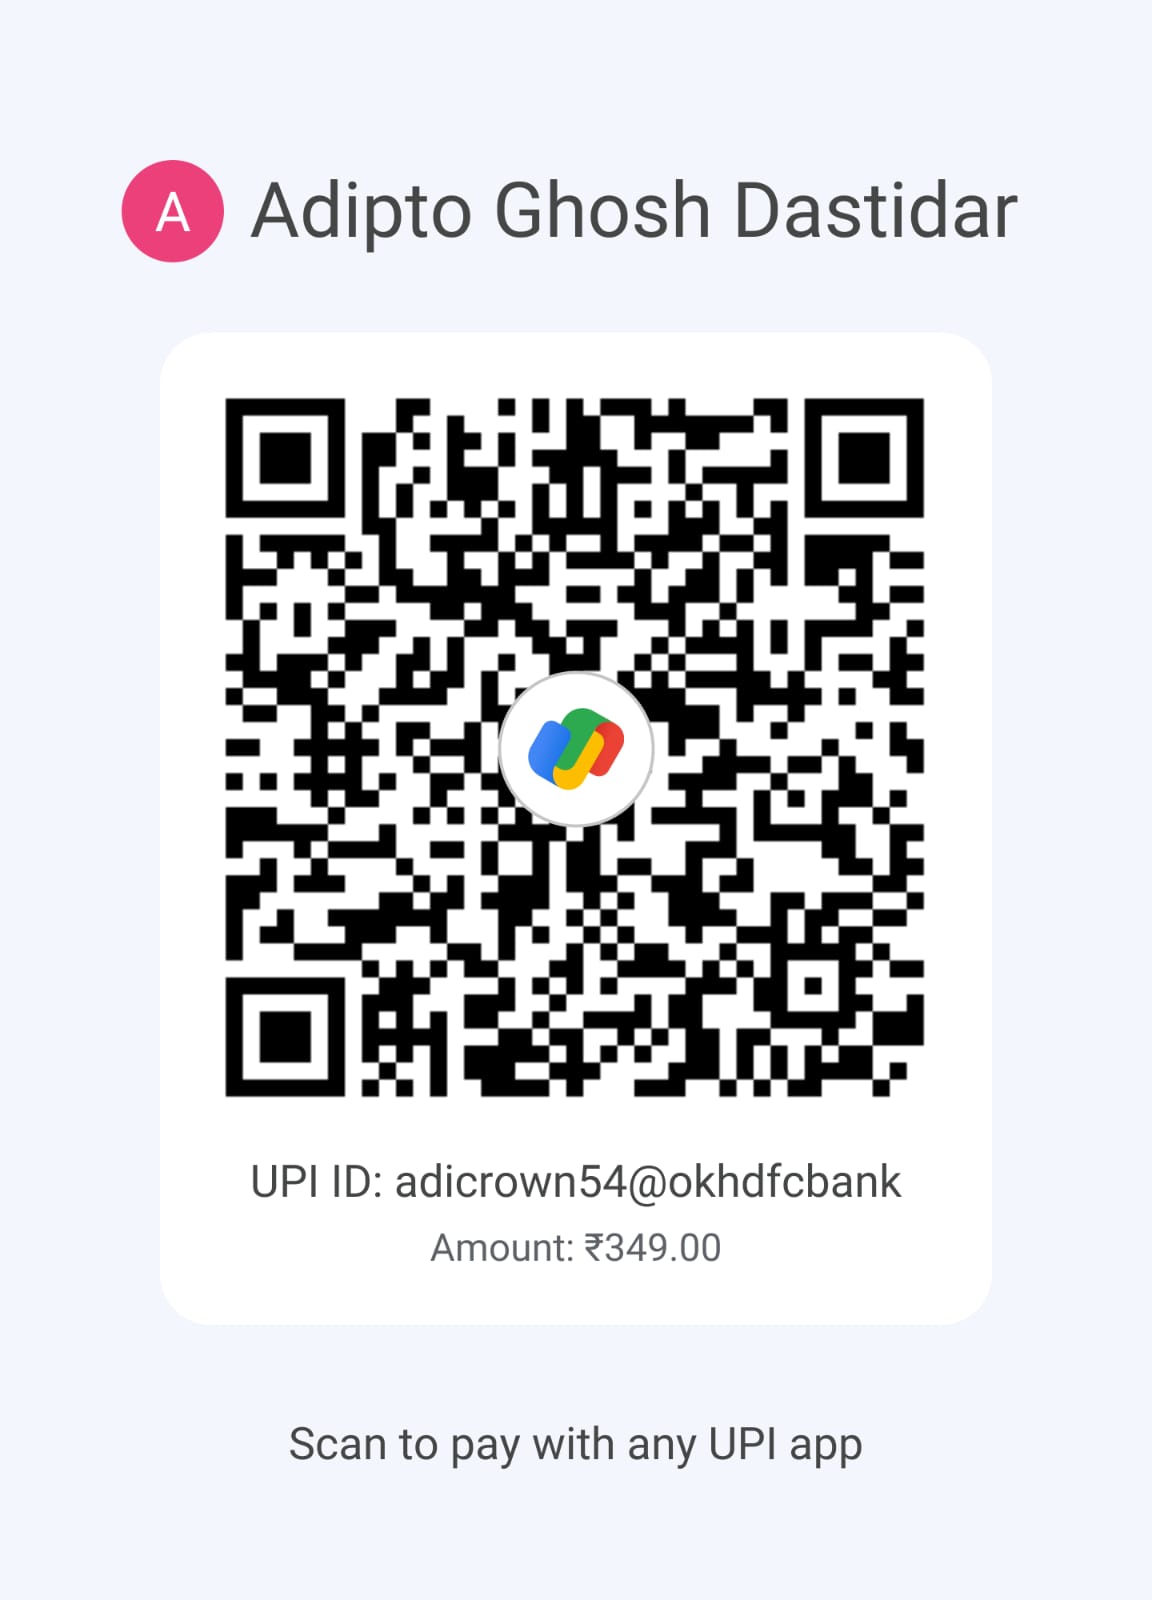 A Adipto Ghosh Dastidar
UPI ID: adicrown54@okhdfcbank
Amount: ₹349.00
Scan to pay with any UPI app